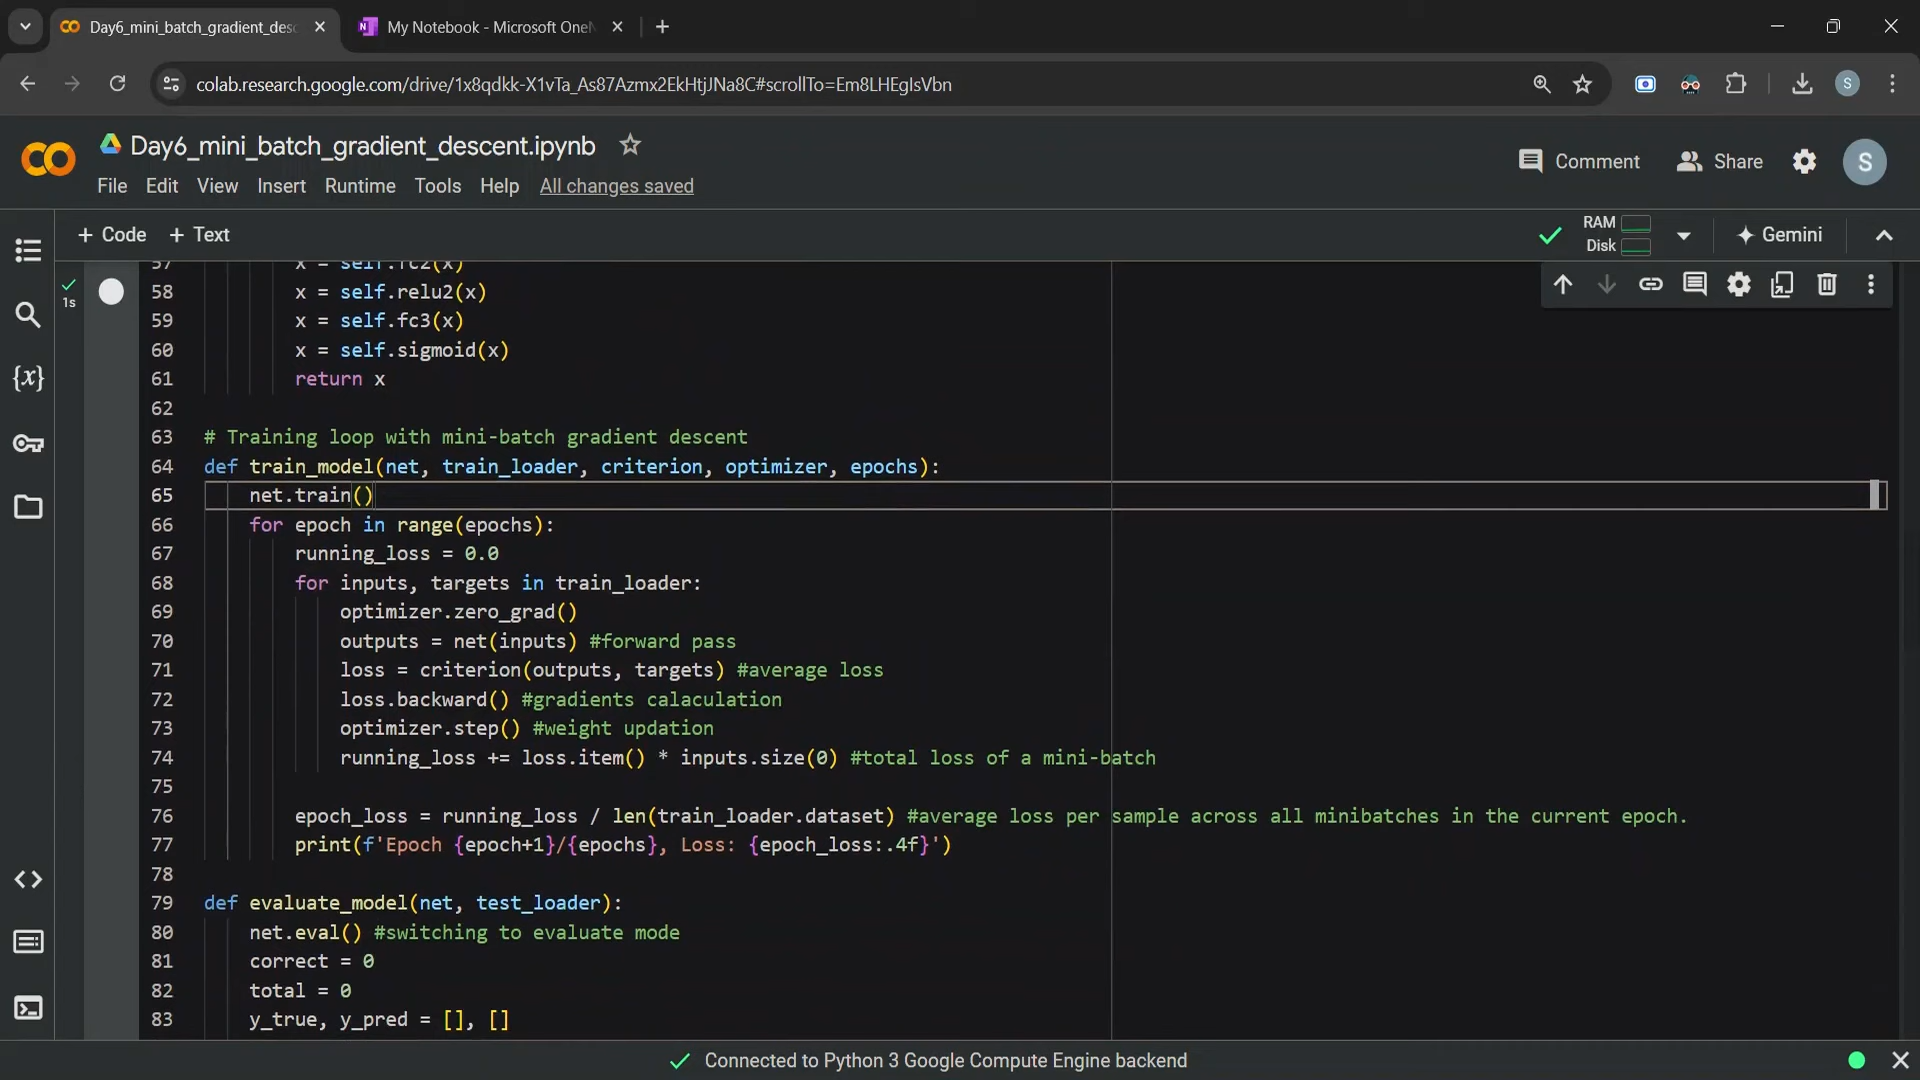 Day6_mini_batch_gradient_desc
My Notebook - Microsoft OneN
colab.research.google.com/drive/1x8qdkk-X1vTa_As87Azmx2EkHtjJNa8C#scrollTo=Em8LHEgIsVbn
S
Day6_mini_batch_gradient_descent.ipynb
File Edit View Insert Runtime Tools Help All changes saved
Comment Share S
+ Code + Text
RAM
Disk
Gemini
1s
57 x = self.fc2(x)
58 x = self.relu2(x)
59 x = self.fc3(x)
60 x = self.sigmoid(x)
61 return x
62
63 # Training loop with mini-batch gradient descent
64 def train_model(net, train_loader, criterion, optimizer, epochs):
65 net.train()
66 for epoch in range(epochs):
67 running_loss = 0.0
68 for inputs, targets in train_loader:
69 optimizer.zero_grad()
70 outputs = net(inputs) #forward pass
71 loss = criterion(outputs, targets) #average loss
72 loss.backward() #gradients calaculation
73 optimizer.step() #weight updation
74 running_loss += loss.item() * inputs.size(0) #total loss of a mini-batch
75
76 epoch_loss = running_loss / len(train_loader.dataset) #average loss per sample across all minibatches in the current epoch.
77 print(f'Epoch {epoch+1}/{epochs}, Loss: {epoch_loss:.4f}')
78
79 def evaluate_model(net, test_loader):
80 net.eval() #switching to evaluate mode
81 correct = 0
82 total = 0
83 y_true, y_pred = [], []
Connected to Python 3 Google Compute Engine backend